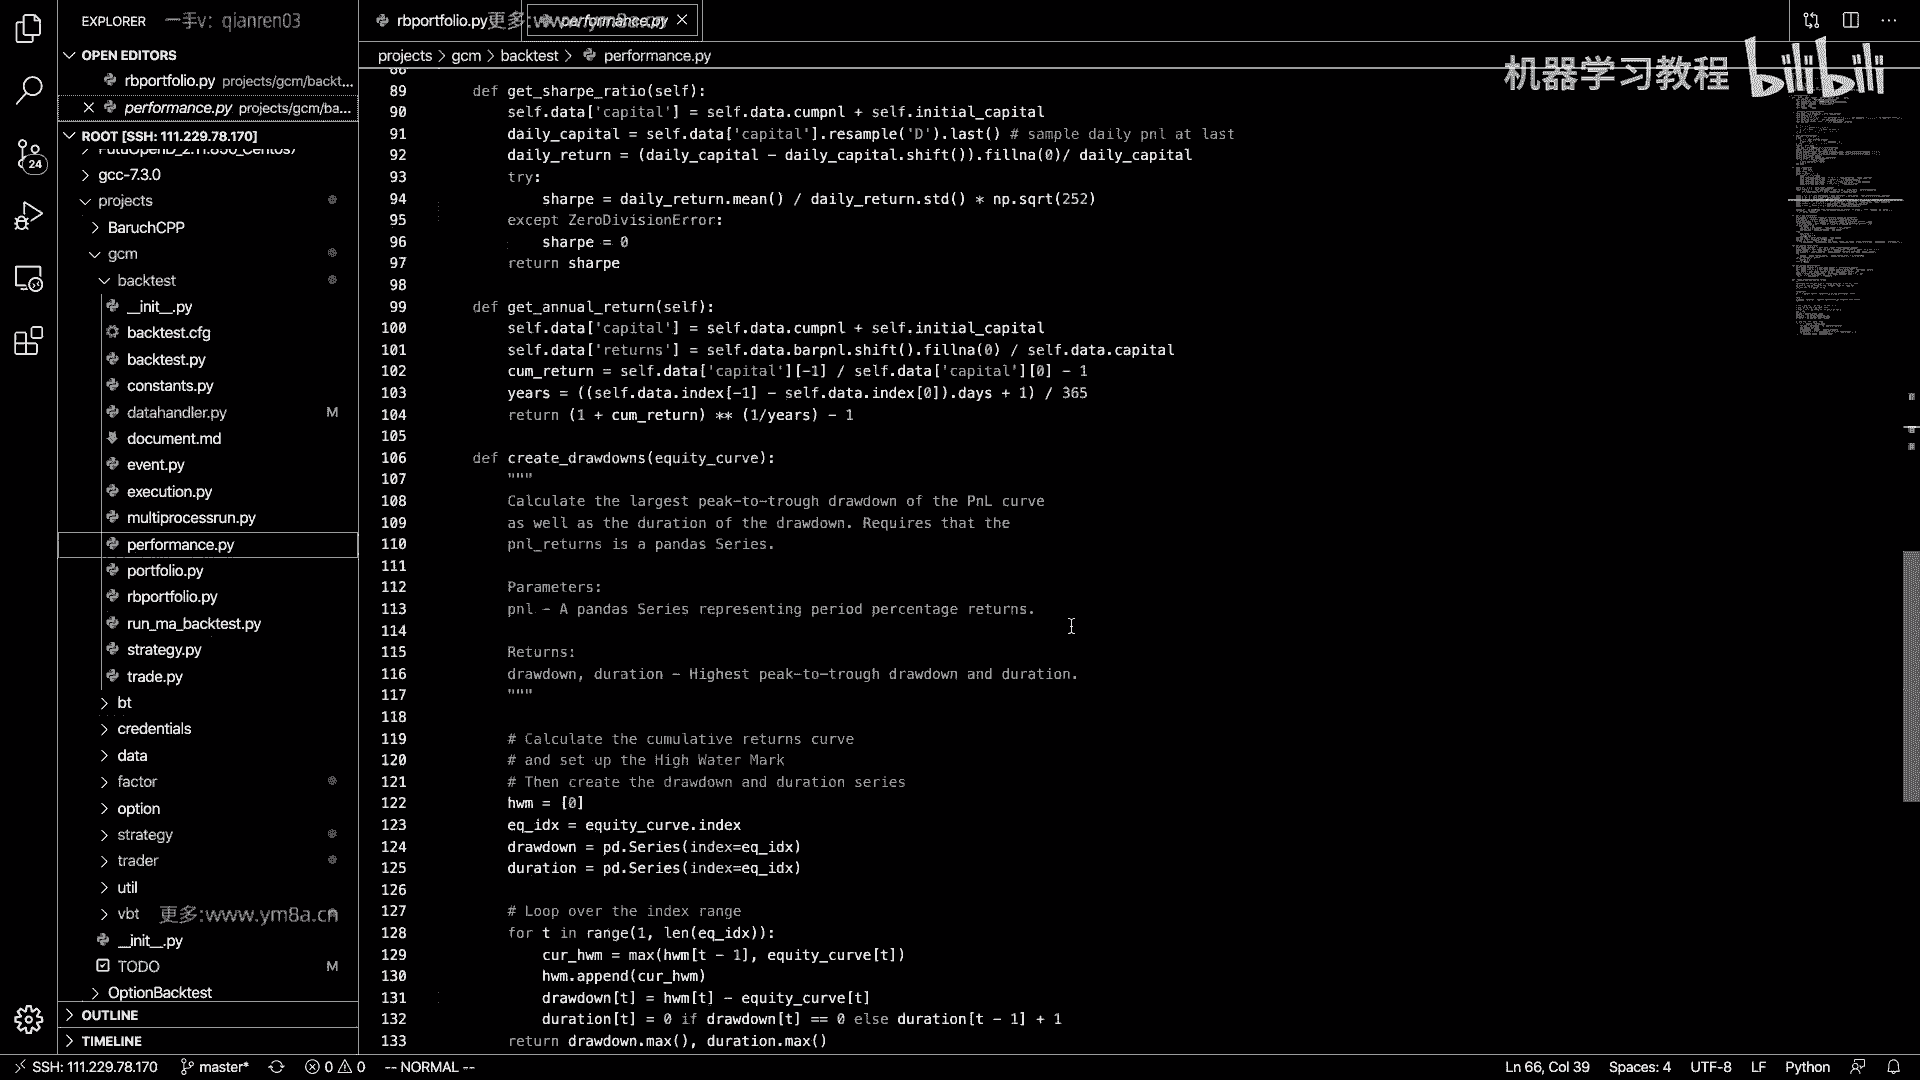 EXPLORER
一手v: qianren03
OPEN EDITORS
rbportfolio.py projects/gcm/backt...
performance.py projects/gcm/ba...
ROOT [SSH: 111.229.78.170]
gcc-7.3.0
projects
BaruchCPP
gcm
backtest
__init__.py
backtest.cfg
backtest.py
constants.py
datahandler.py M
document.md
event.py
execution.py
multiprocessrun.py
performance.py
portfolio.py
rbportfolio.py
run_ma_backtest.py
strategy.py
trade.py
bt
credentials
data
factor
option
strategy
trader
util
vbt 更多:www.ym8a.cn
__init__.py
TODO M
OptionBacktest
OUTLINE
TIMELINE
24
rbportfolio.py 更多: performance.py
projects > gcm > backtest > performance.py
机器学习教程 bilibili
89 def get_sharpe_ratio(self):
90 self.data['capital'] = self.data.cumpnl + self.initial_capital
91 daily_capital = self.data['capital'].resample('D').last() # sample daily pnl at last
92 daily_return = (daily_capital - daily_capital.shift()).fillna(0)/ daily_capital
93 try:
94 sharpe = daily_return.mean() / daily_return.std() * np.sqrt(252)
95 except ZeroDivisionError:
96 sharpe = 0
97 return sharpe
98
99 def get_annual_return(self):
100 self.data['capital'] = self.data.cumpnl + self.initial_capital
101 self.data['returns'] = self.data.barpnl.shift().fillna(0) / self.data.capital
102 cum_return = self.data['capital'][-1] / self.data['capital'][0] - 1
103 years = ((self.data.index[-1] - self.data.index[0]).days + 1) / 365
104 return (1 + cum_return) ** (1/years) - 1
105
106 def create_drawdowns(equity_curve):
107 """
108 Calculate the largest peak-to-trough drawdown of the PnL curve
109 as well as the duration of the drawdown. Requires that the
110 pnl_returns is a pandas Series.
111
112 Parameters:
113 pnl - A pandas Series representing period percentage returns.
114
115 Returns:
116 drawdown, duration - Highest peak-to-trough drawdown and duration.
117 """
118
119 # Calculate the cumulative returns curve
120 # and set up the High Water Mark
121 # Then create the drawdown and duration series
122 hwm = [0]
123 eq_idx = equity_curve.index
124 drawdown = pd.Series(index=eq_idx)
125 duration = pd.Series(index=eq_idx)
126
127 # Loop over the index range
128 for t in range(1, len(eq_idx)):
129 cur_hwm = max(hwm[t - 1], equity_curve[t])
130 hwm.append(cur_hwm)
131 drawdown[t] = hwm[t] - equity_curve[t]
132 duration[t] = 0 if drawdown[t] == 0 else duration[t - 1] + 1
133 return drawdown.max(), duration.max()
SSH: 111.229.78.170 master* 0 0 -- NORMAL -- Ln 66, Col 39 Spaces: 4 UTF-8 LF Python